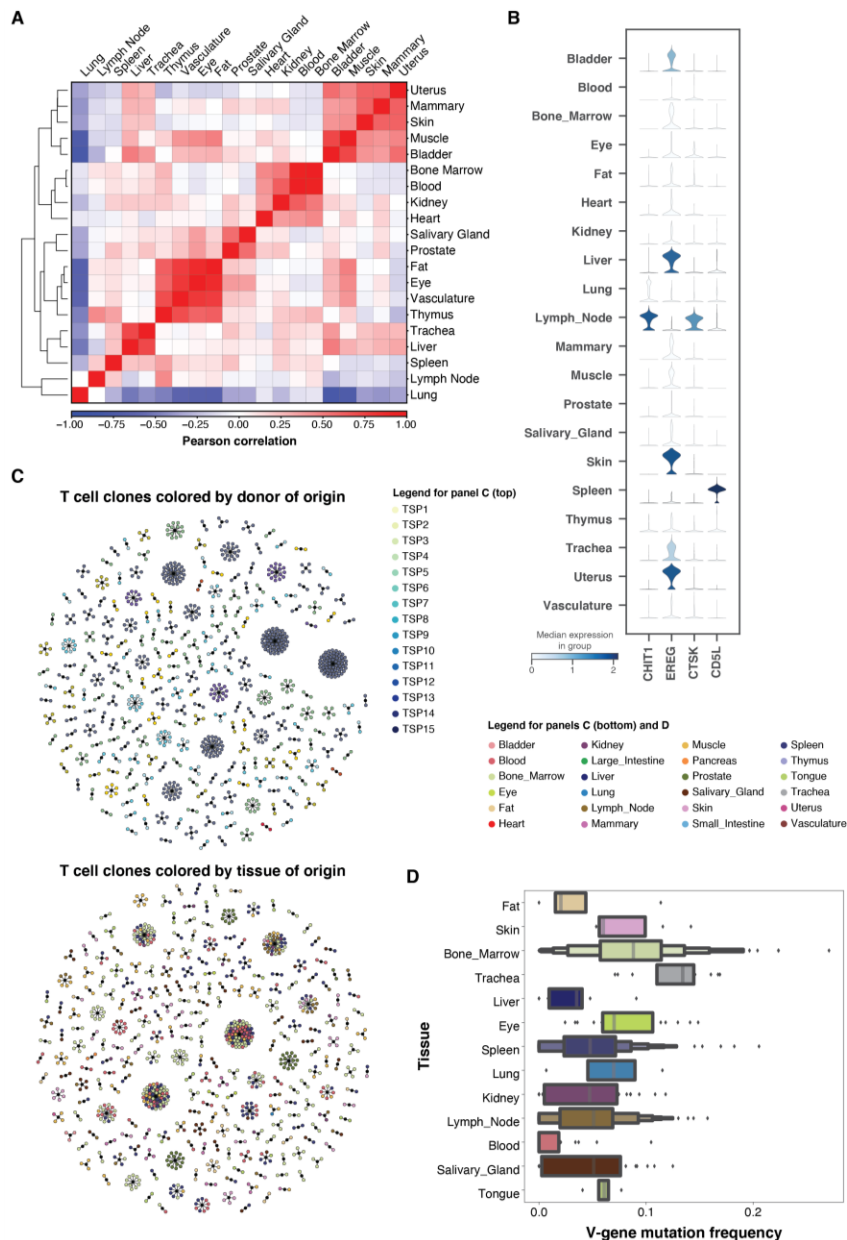 A
Lung
Lymph Node
Spleen
Liver
Trachea
Thymus
Vasculature
Eye
Fat
Prostate
Salivary Gland
Heart
Kidney
Blood
Bone Marrow
Bladder
Muscle
Skin
Mammary
Uterus
Uterus
Mammary
Skin
Muscle
Bladder
Bone Marrow
Blood
Kidney
Heart
Salivary Gland
Prostate
Fat
Eye
Vasculature
Thymus
Trachea
Liver
Spleen
Lymph Node
Lung
-1.00 -0.75 -0.50 -0.25 0.00 0.25 0.50 0.75 1.00
Pearson correlation
B
Bladder
Blood
Bone_Marrow
Eye
Fat
Heart
Kidney
Liver
Lung
Lymph_Node
Mammary
Muscle
Prostate
Salivary_Gland
Skin
Spleen
Thymus
Trachea
Uterus
Vasculature
Median expression
in group
0 1 2
CHIT1
EREG
CTSK
CD5L
C
T cell clones colored by donor of origin
Legend for panel C (top)
TSP1
TSP2
TSP3
TSP4
TSP5
TSP6
TSP7
TSP8
TSP9
TSP10
TSP11
TSP12
TSP13
TSP14
TSP15
Legend for panels C (bottom) and D
Bladder
Blood
Bone_Marrow
Eye
Fat
Heart
Kidney
Large_Intestine
Liver
Lung
Lymph_Node
Mammary
Muscle
Pancreas
Prostate
Salivary_Gland
Skin
Small_Intestine
Spleen
Thymus
Tongue
Trachea
Uterus
Vasculature
T cell clones colored by tissue of origin
D
Tissue
Fat
Skin
Bone_Marrow
Trachea
Liver
Eye
Spleen
Lung
Kidney
Lymph_Node
Blood
Salivary_Gland
Tongue
0.0 0.1 0.2
V-gene mutation frequency